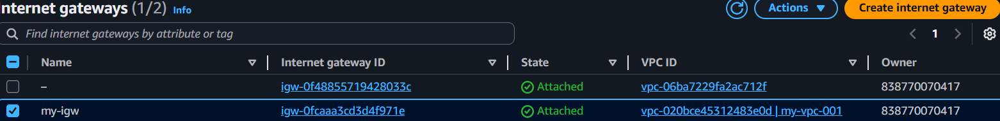 Internet gateways (1/2) Info Actions Create internet gateway
Find internet gateways by attribute or tag 1
Name Internet gateway ID State VPC ID Owner
– igw-0f48855719428033c Attached vpc-06ba7229fa2ac712f 838770070417
my-igw igw-0fcaaa3cd3d4f971e Attached vpc-020bce45312483e0d | my-vpc-001 838770070417